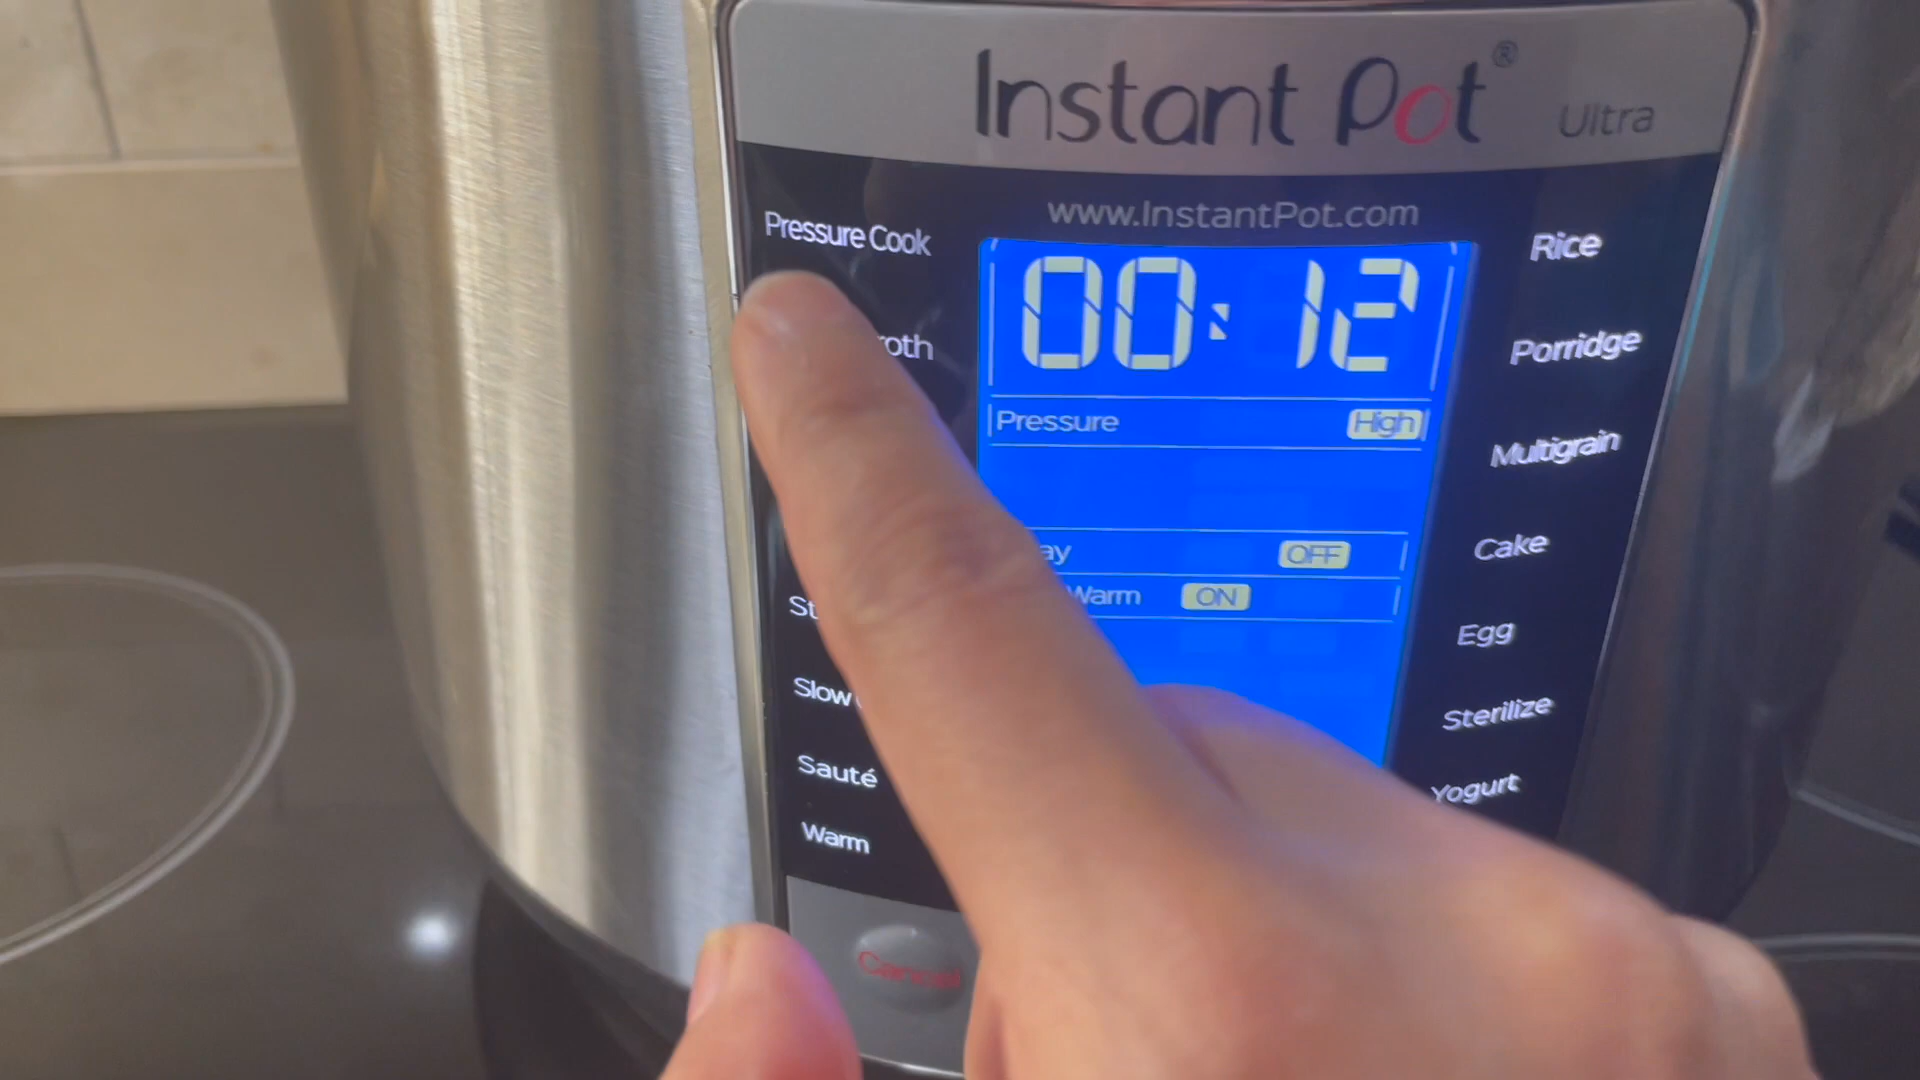 Instant Pot® Ultra
www.InstantPot.com
Pressure Cook
00:12
Pressure High
OFF
Warm ON
Slow
Sauté
Warm
Cancel
Rice
Porridge
Multigrain
Cake
Egg
Sterilize
Yogurt